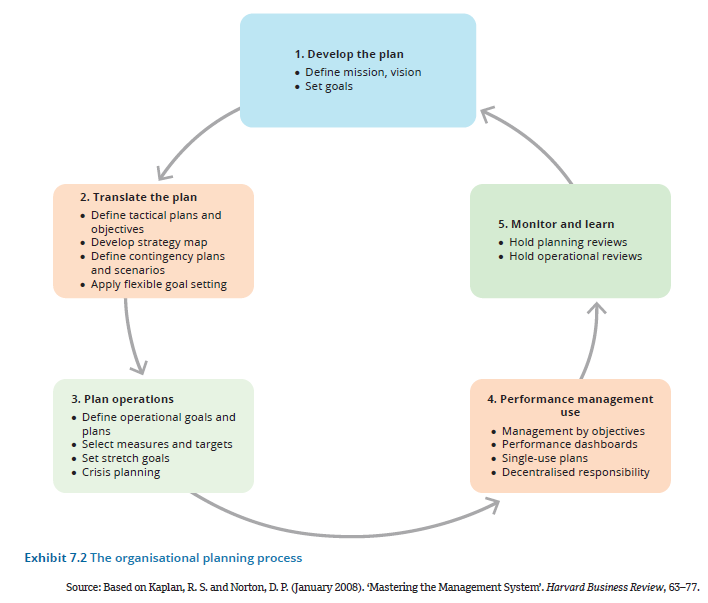 1. Develop the plan
• Define mission, vision
• Set goals
2. Translate the plan
• Define tactical plans and
objectives
• Develop strategy map
• Define contingency plans
and scenarios
• Apply flexible goal setting
3. Plan operations
• Define operational goals and
plans
• Select measures and targets
• Set stretch goals
• Crisis planning
4. Performance management
use
• Management by objectives
• Performance dashboards
• Single-use plans
• Decentralised responsibility
5. Monitor and learn
• Hold planning reviews
• Hold operational reviews
Exhibit 7.2 The organisational planning process
Source: Based on Kaplan, R. S. and Norton, D. P. (January 2008). ‘Mastering the Management System’. Harvard Business Review, 63–77.